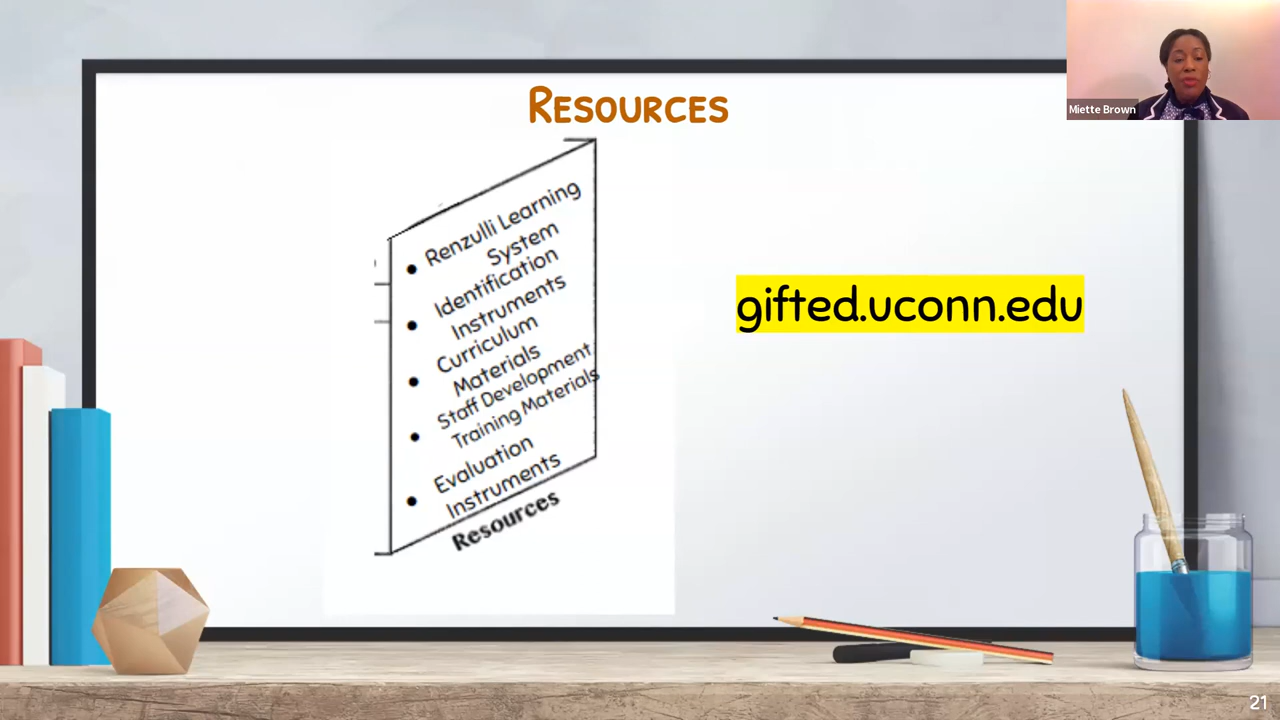 Resources
Miette Brown
• Renzulli Learning
System
• Identification
Instruments
• Curriculum
Materials
• Staff Development
Training Materials
• Evaluation
Instruments
Resources
gifted.uconn.edu
21